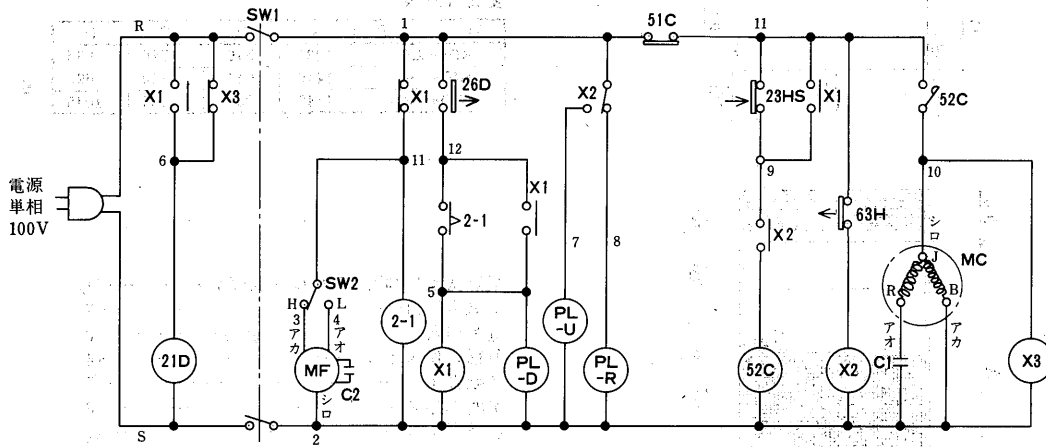 SW1
R
1
51C
11
X1
X3
X1
26D
X2
23HS
X1
52C
6
11
12
9
10
電源
単相
100V
2-1
X1
7
8
X2
63H
シロ
J
MC
R
B
SW2
H
L
3
4
アカ
アオ
5
アオ
アカ
21D
MF
C2
シロ
2-1
X1
PL
-D
PL
-U
PL
-R
52C
X2
C1
X3
S
2